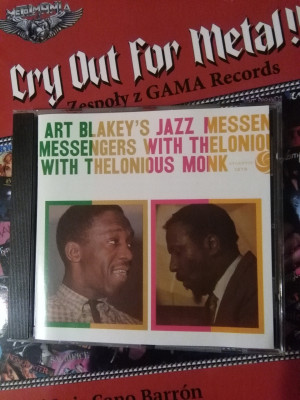 METALMANIA
Cry Out For Metal!
Zespoły z GAMA Records
ART BLAKEY'S JAZZ MESSEN
MESSENGERS WITH THELONIOU
WITH THELONIOUS MONK
Cano Barrón